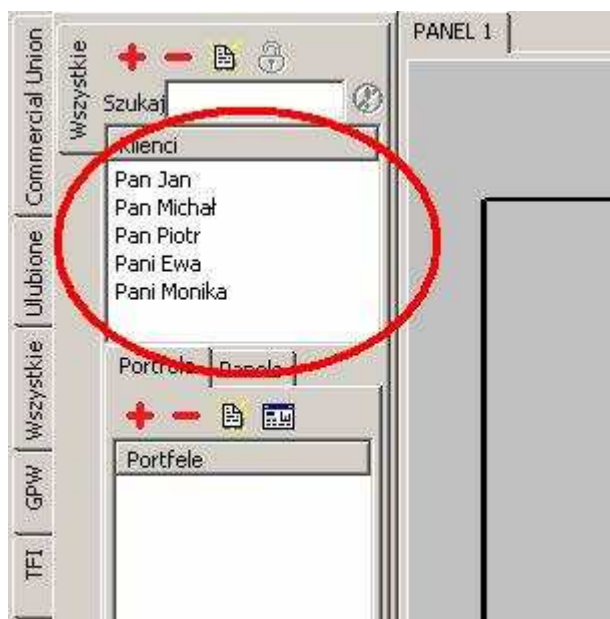 Commercial Union
Ulubione
Wszystkie
GPW
TFI
Wszystkie
Szukaj
Klienci
Pan Jan
Pan Michał
Pan Piotr
Pani Ewa
Pani Monika
Portfele
Panele
Portfele
PANEL 1